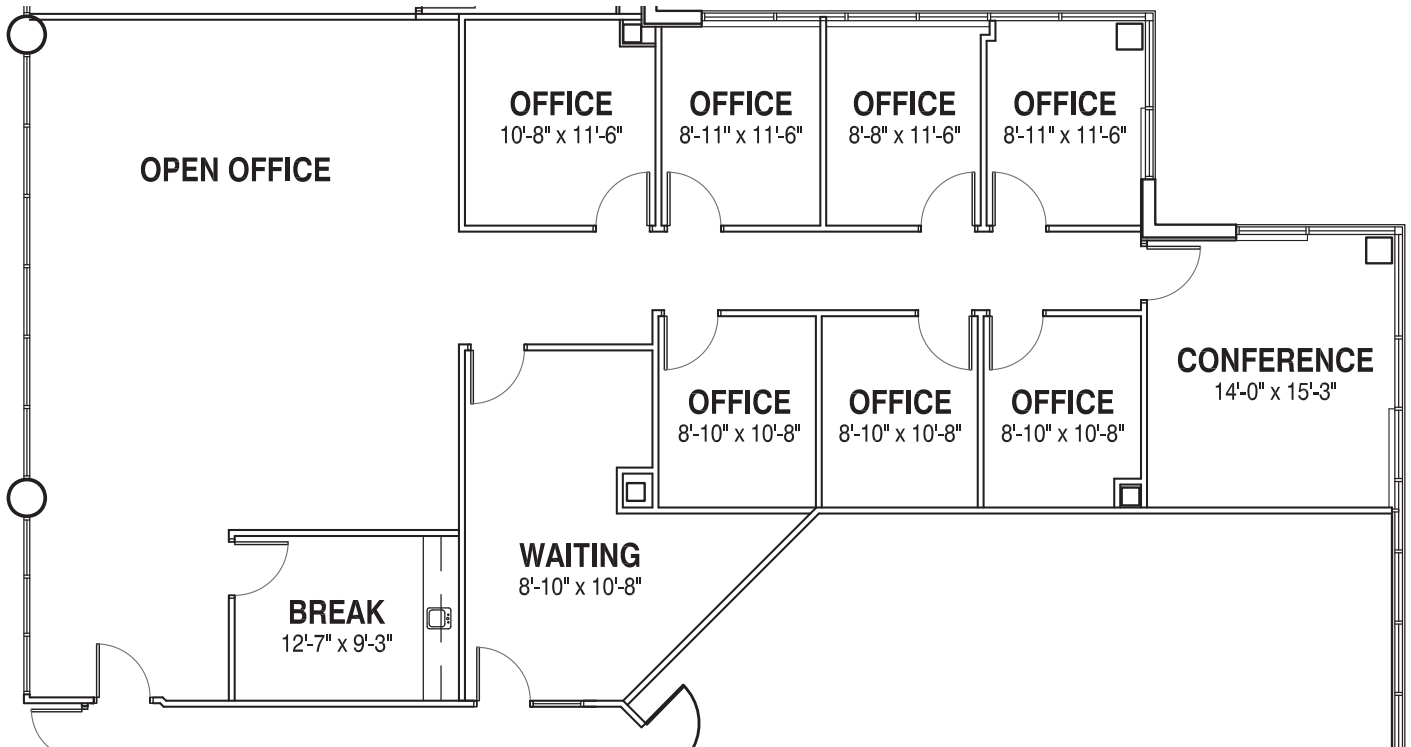 OFFICE
10'-8" x 11'-6"
OFFICE
8'-11" x 11'-6"
OFFICE
8'-8" x 11'-6"
OFFICE
8'-11" x 11'-6"
OPEN OFFICE
CONFERENCE
14'-0" x 15'-3"
OFFICE
8'-10" x 10'-8"
OFFICE
8'-10" x 10'-8"
OFFICE
8'-10" x 10'-8"
WAITING
8'-10" x 10'-8"
BREAK
12'-7" x 9'-3"